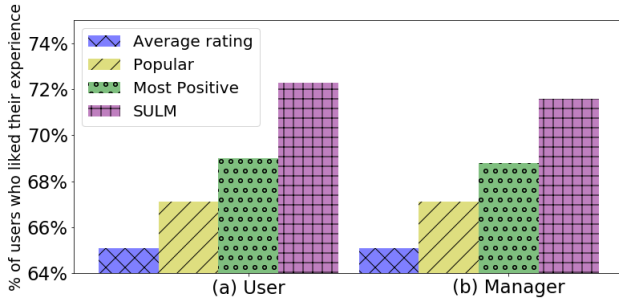 % of users who liked their experience
74%
72%
70%
68%
66%
64%
Average rating
Popular
Most Positive
SULM
(a) User
(b) Manager